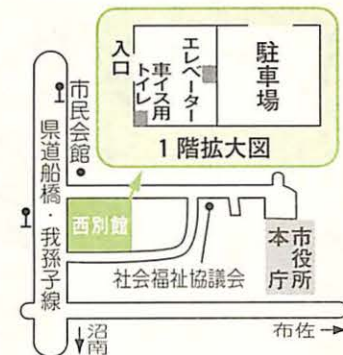 入口
車イス用
トイレ
エレベーター
駐車場
1階拡大図
市民会館
県道船橋・我孫子線
西別館
社会福祉協議会
市役所
本庁
沼南
布佐